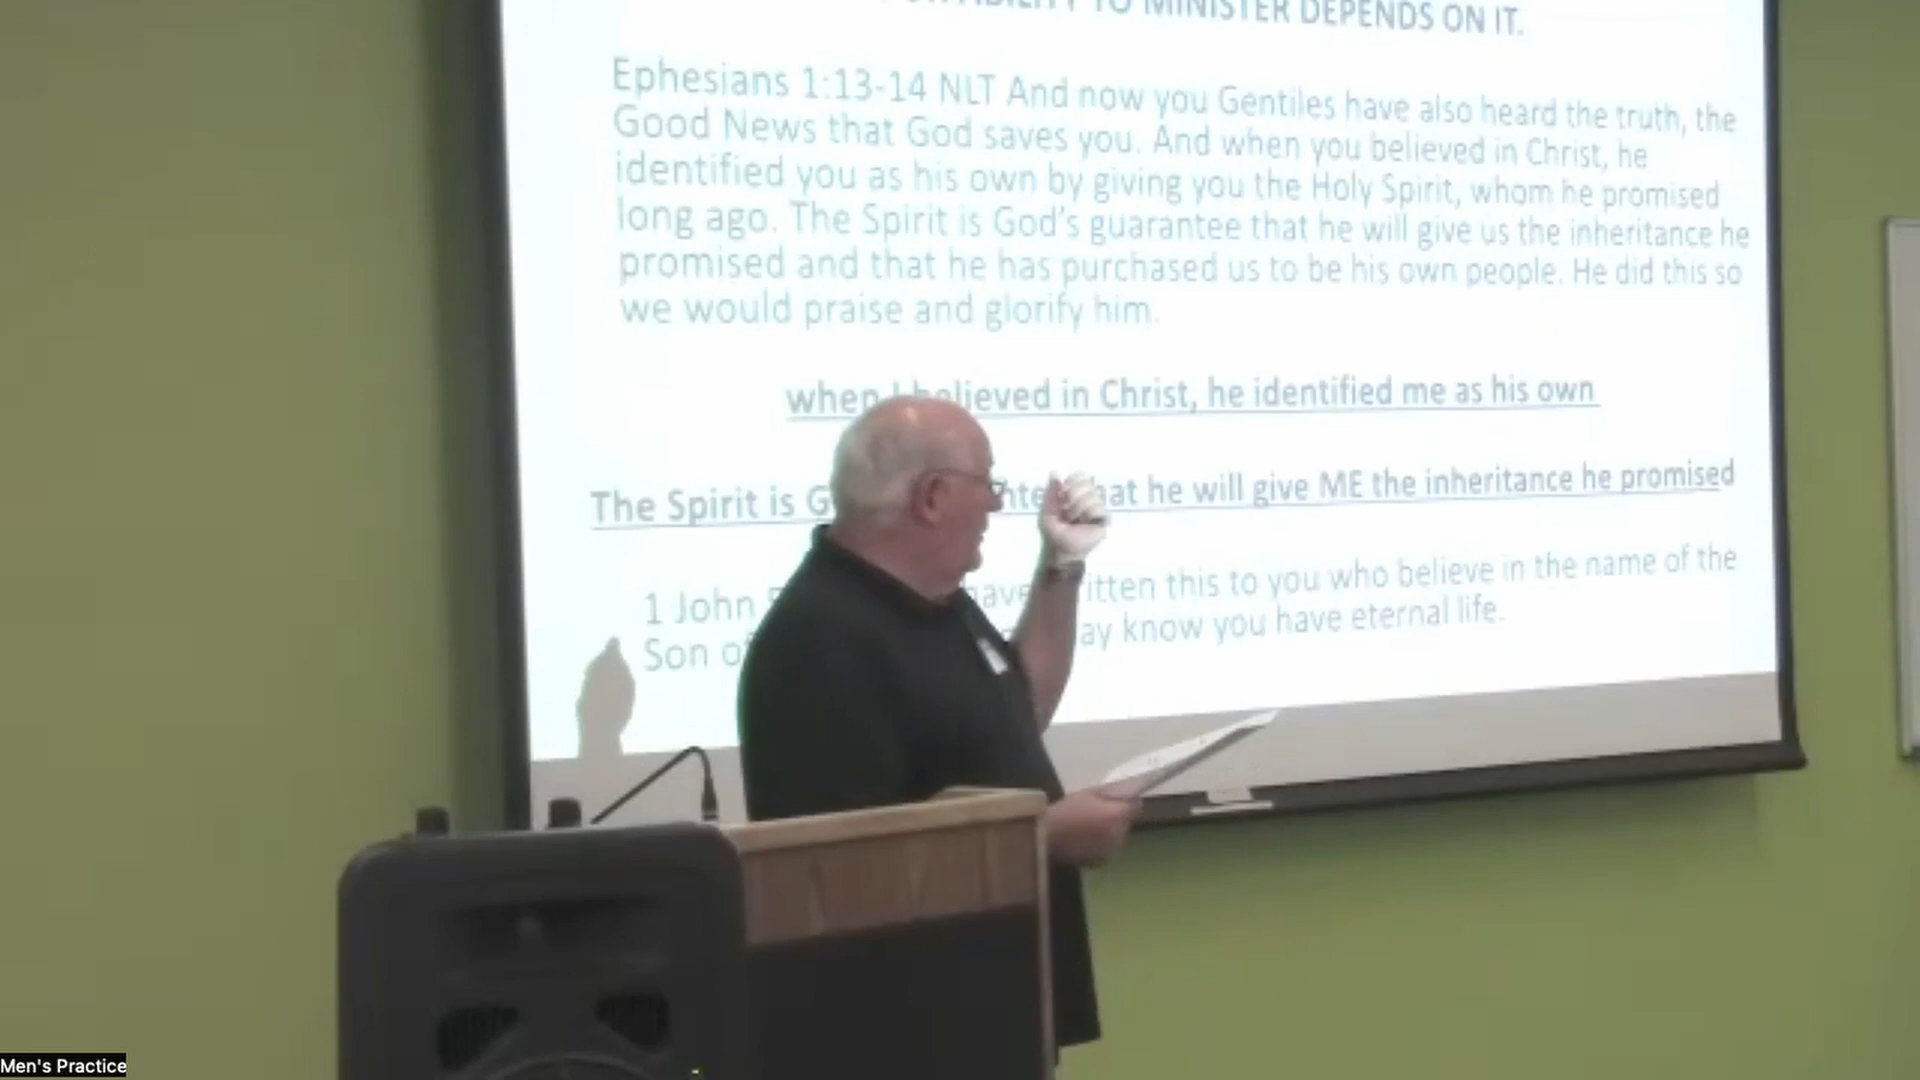 ABILITY TO MINISTER DEPENDS ON IT.
Ephesians 1:13-14 NLT And now you Gentiles have also heard the truth, the
Good News that God saves you. And when you believed in Christ, he
identified you as his own by giving you the Holy Spirit, whom he promised
long ago. The Spirit is God's guarantee that he will give us the inheritance he
promised and that he has purchased us to be his own people. He did this so
we would praise and glorify him.
when I believed in Christ, he identified me as his own
The Spirit is hat he will give ME the inheritance he promised
1 John have itten this to you who believe in the name of the
Son ay know you have eternal life.
Men's Practice